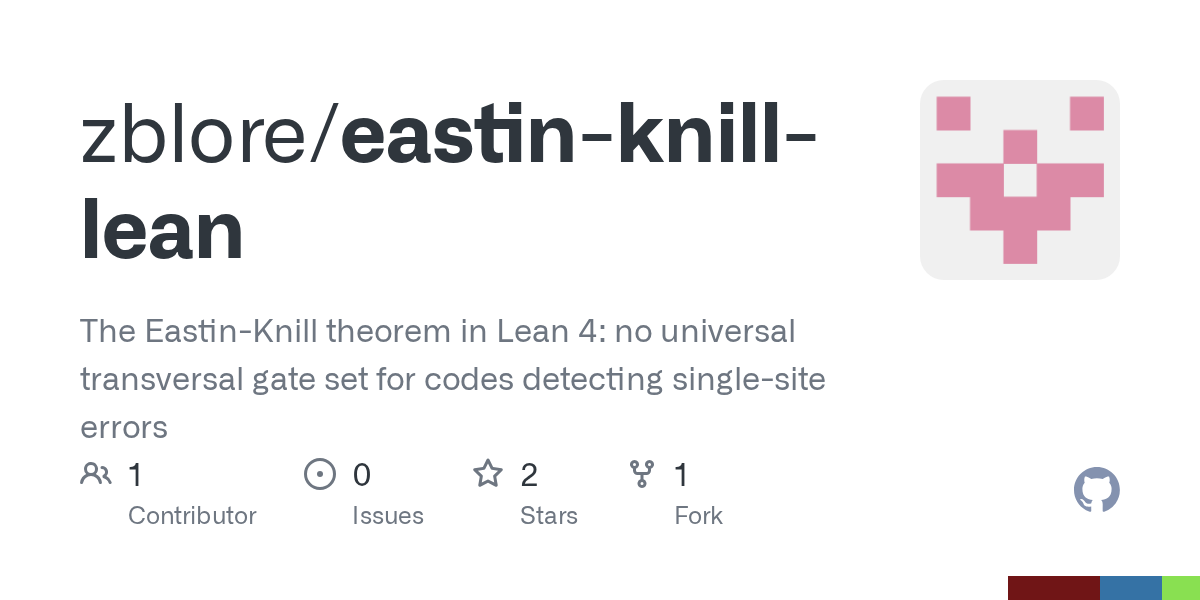 zblore/eastin-knill-
lean
The Eastin-Knill theorem in Lean 4: no universal
transversal gate set for codes detecting single-site
errors
1 0 2 1
Contributor Issues Stars Fork